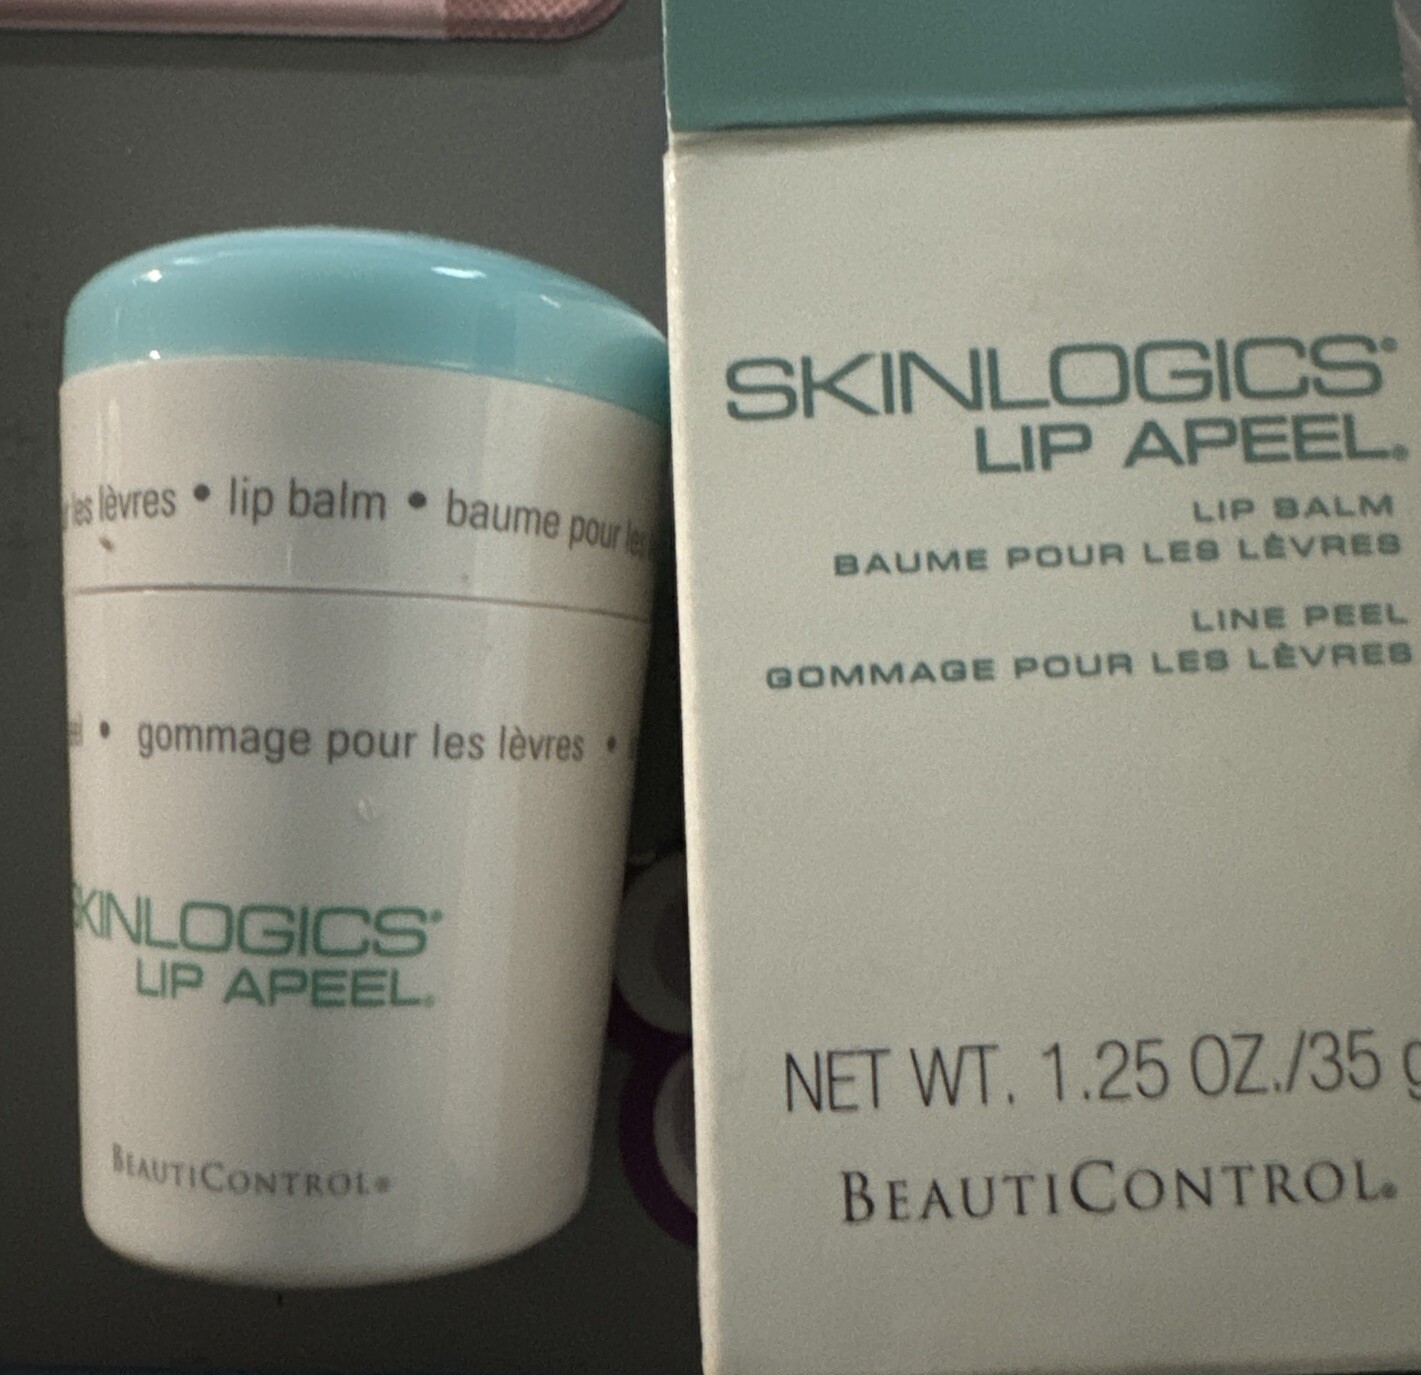 les lèvres • lip balm • baume pour les
• gommage pour les lèvres •
SKINLOGICS®
LIP APEEL®
BEAUTICONTROL®
SKINLOGICS®
LIP APEEL®
LIP BALM
BAUME POUR LES LÈVRES
LINE PEEL
GOMMAGE POUR LES LÈVRES
NET WT. 1.25 OZ./35 g
BEAUTICONTROL®